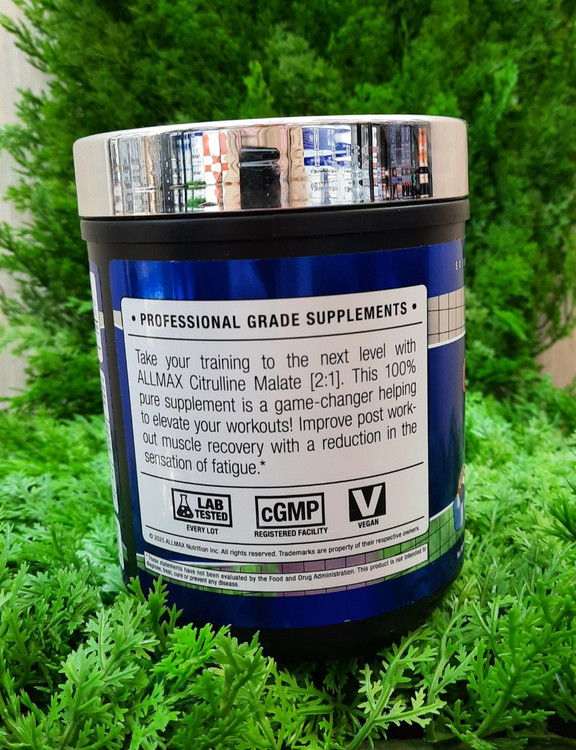 • PROFESSIONAL GRADE SUPPLEMENTS •
Take your training to the next level with
ALLMAX Citrulline Malate [2:1]. This 100%
pure supplement is a game-changer helping
to elevate your workouts! Improve post work-
out muscle recovery with a reduction in the
sensation of fatigue.*
LAB
TESTED
EVERY LOT
cGMP
REGISTERED FACILITY
V
VEGAN
© 2025 ALLMAX Nutrition Inc. All rights reserved. Trademarks are property of their respective owners.
These statements have not been evaluated by the Food and Drug Administration. This product is not intended to
diagnose, treat, cure or prevent any disease.